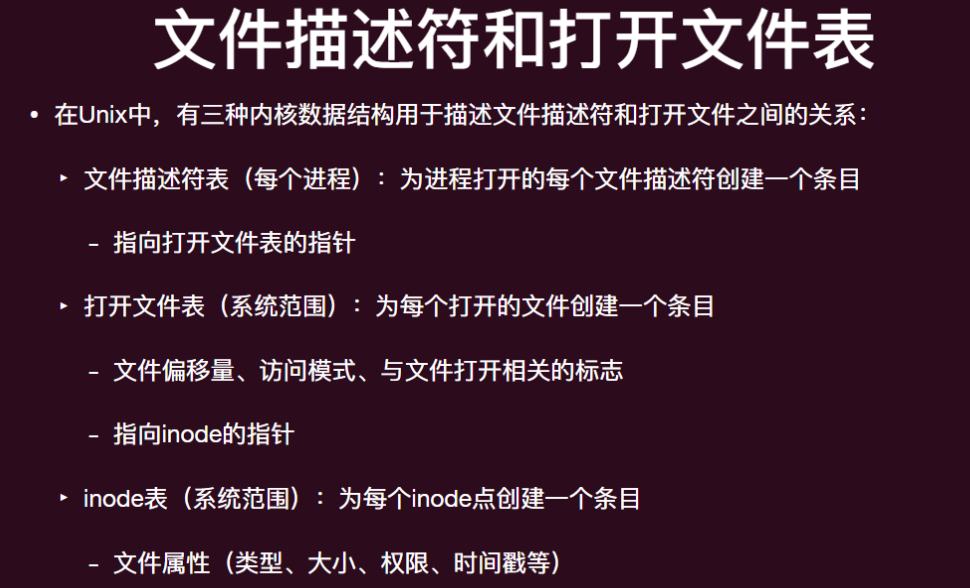 文件描述符和打开文件表
• 在Unix中，有三种内核数据结构用于描述文件描述符和打开文件之间的关系：
‣ 文件描述符表（每个进程）：为进程打开的每个文件描述符创建一个条目
– 指向打开文件表的指针
‣ 打开文件表（系统范围）：为每个打开的文件创建一个条目
– 文件偏移量、访问模式、与文件打开相关的标志
– 指向inode的指针
‣ inode表（系统范围）：为每个inode点创建一个条目
– 文件属性（类型、大小、权限、时间戳等）